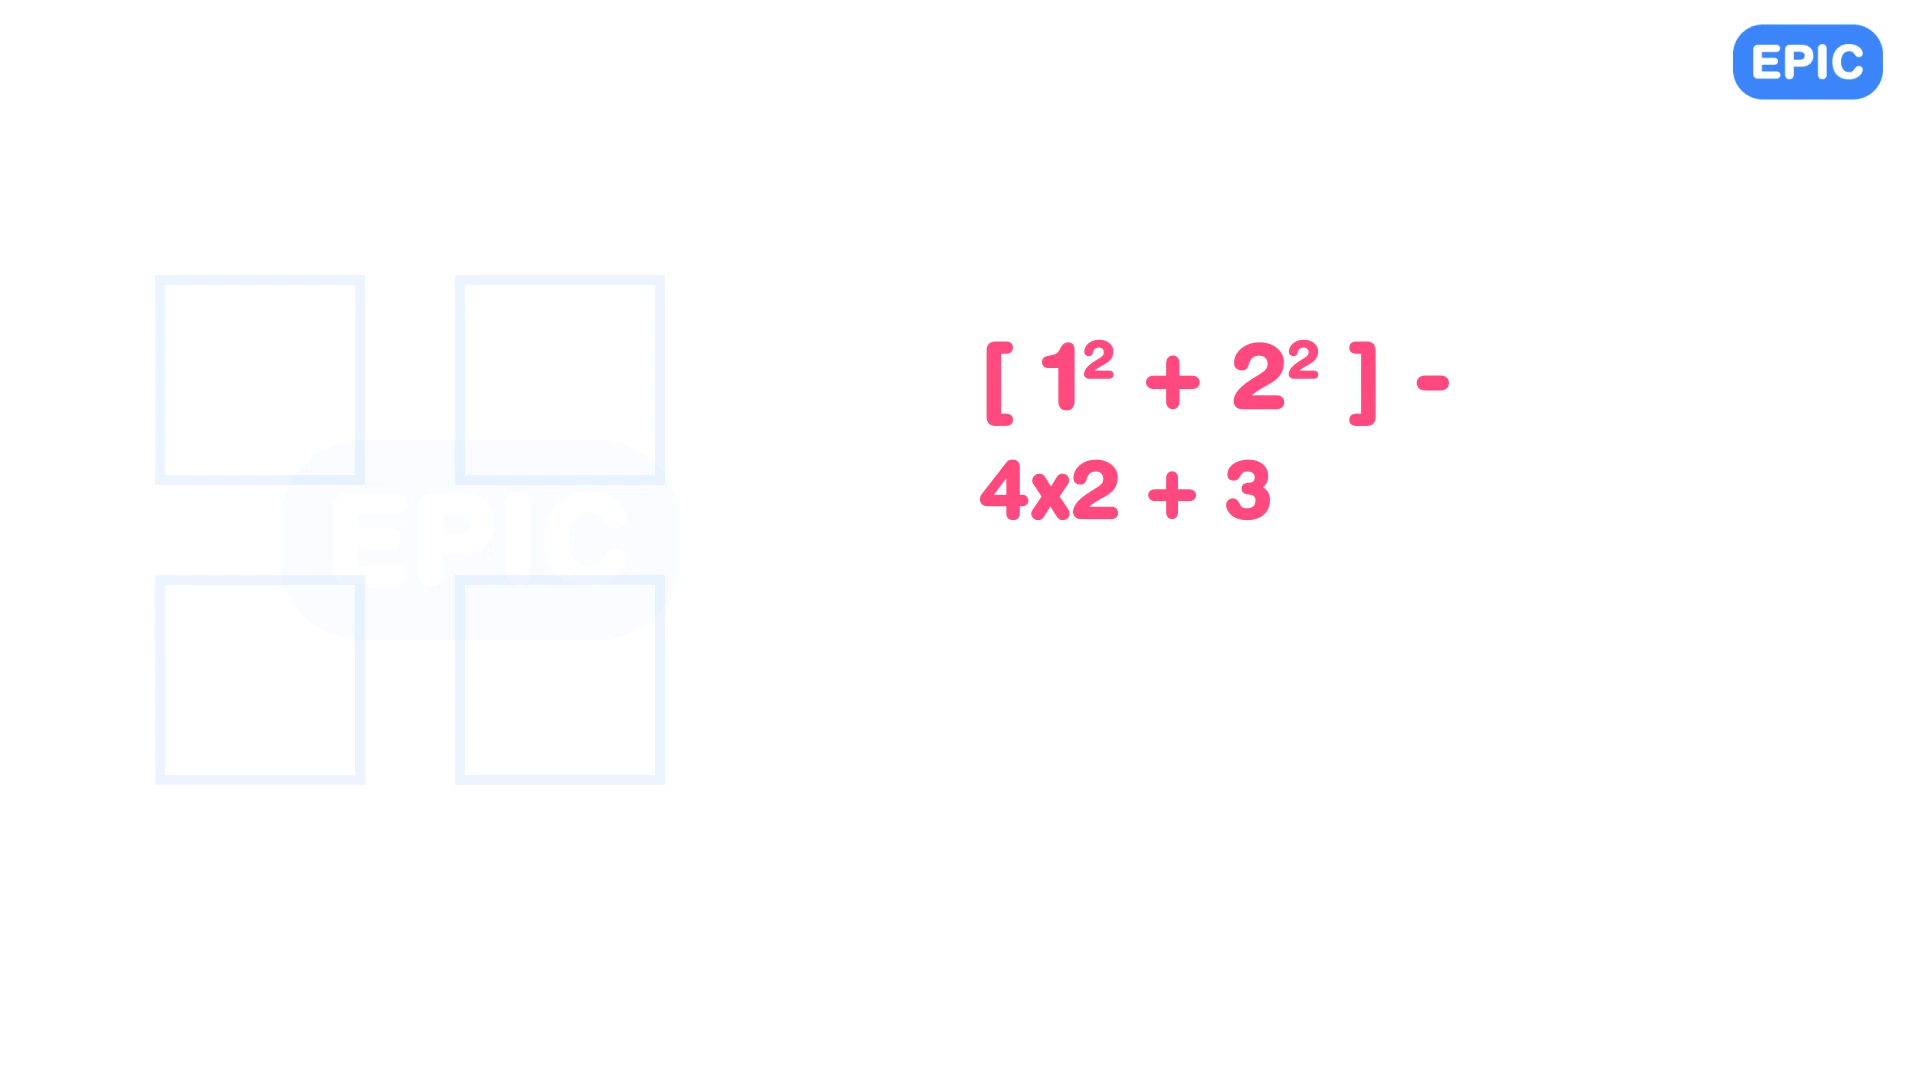 EPIC
[ 1² + 2² ] -
4x2 + 3
EPIC